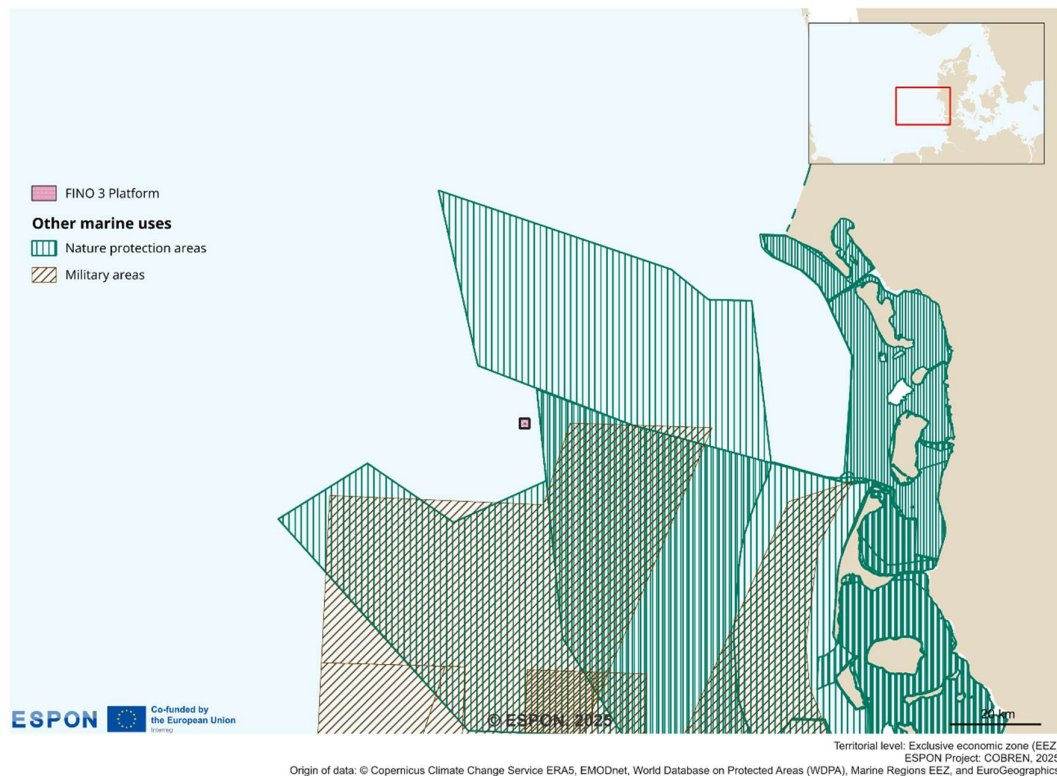 FINO 3 Platform
Other marine uses
Nature protection areas
Military areas
ESPON
Co-funded by
the European Union
Interreg
© ESPON, 2025
20 km
Territorial level: Exclusive economic zone (EEZ)
ESPON Project: COBREN, 2025
Origin of data: © Copernicus Climate Change Service ERA5, EMODnet, World Database on Protected Areas (WDPA), Marine Regions EEZ, and EuroGeographics